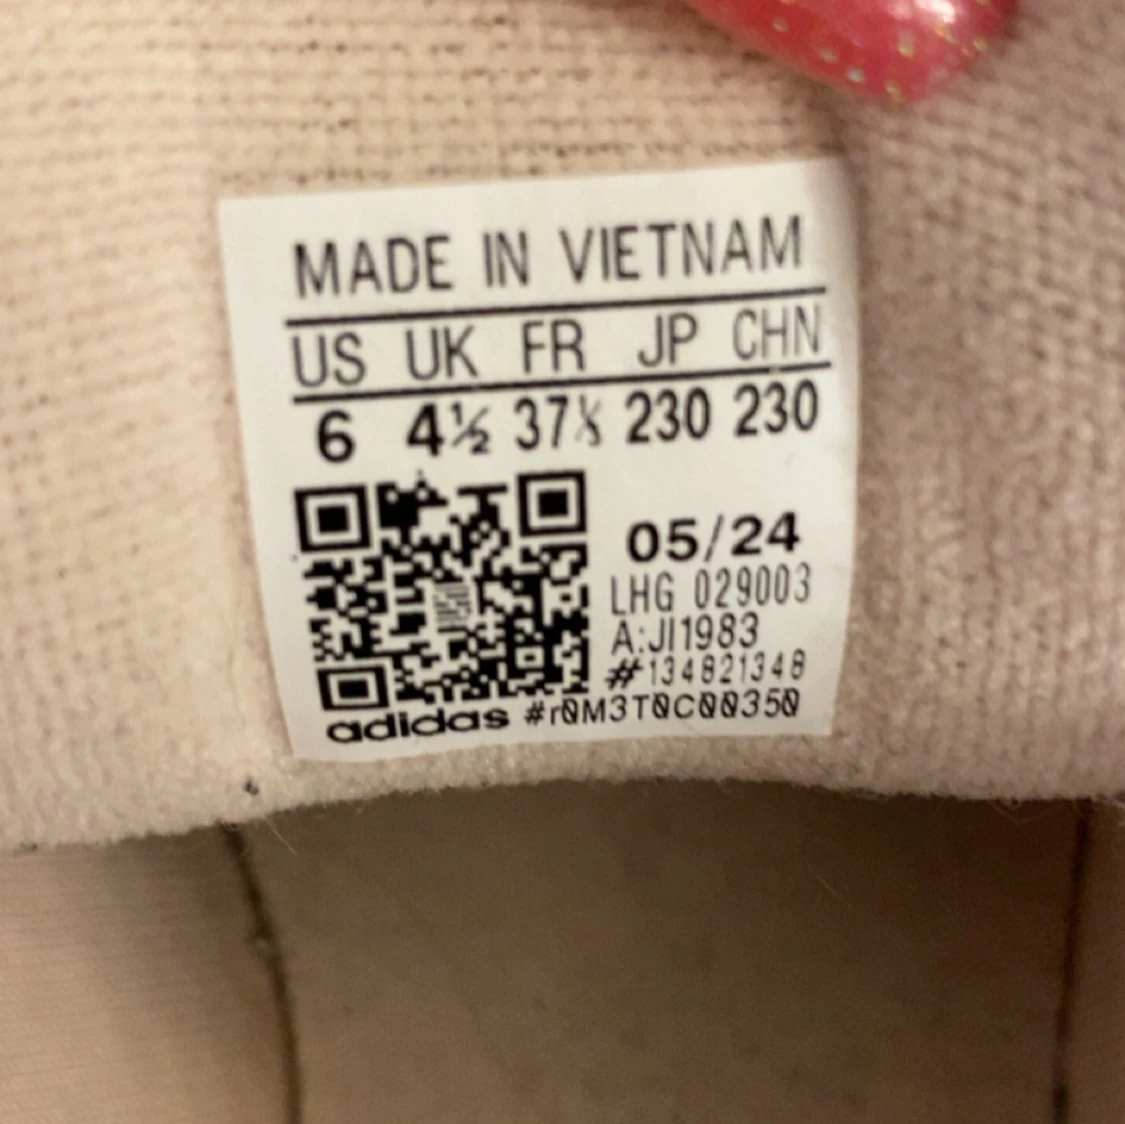 MADE IN VIETNAM
US UK FR JP CHN
6 4½ 37⅓ 230 230
05/24
LHG 029003
A:JI1983
#134821348
adidas #r0M3T0C00350